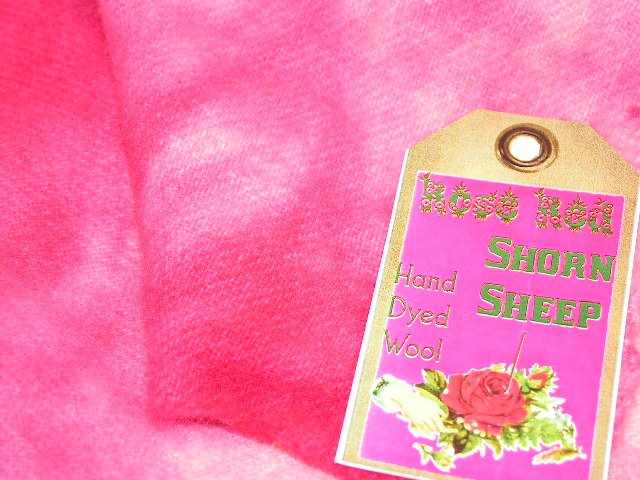 Rose Red
SHORN
SHEEP
Hand
Dyed
Wool